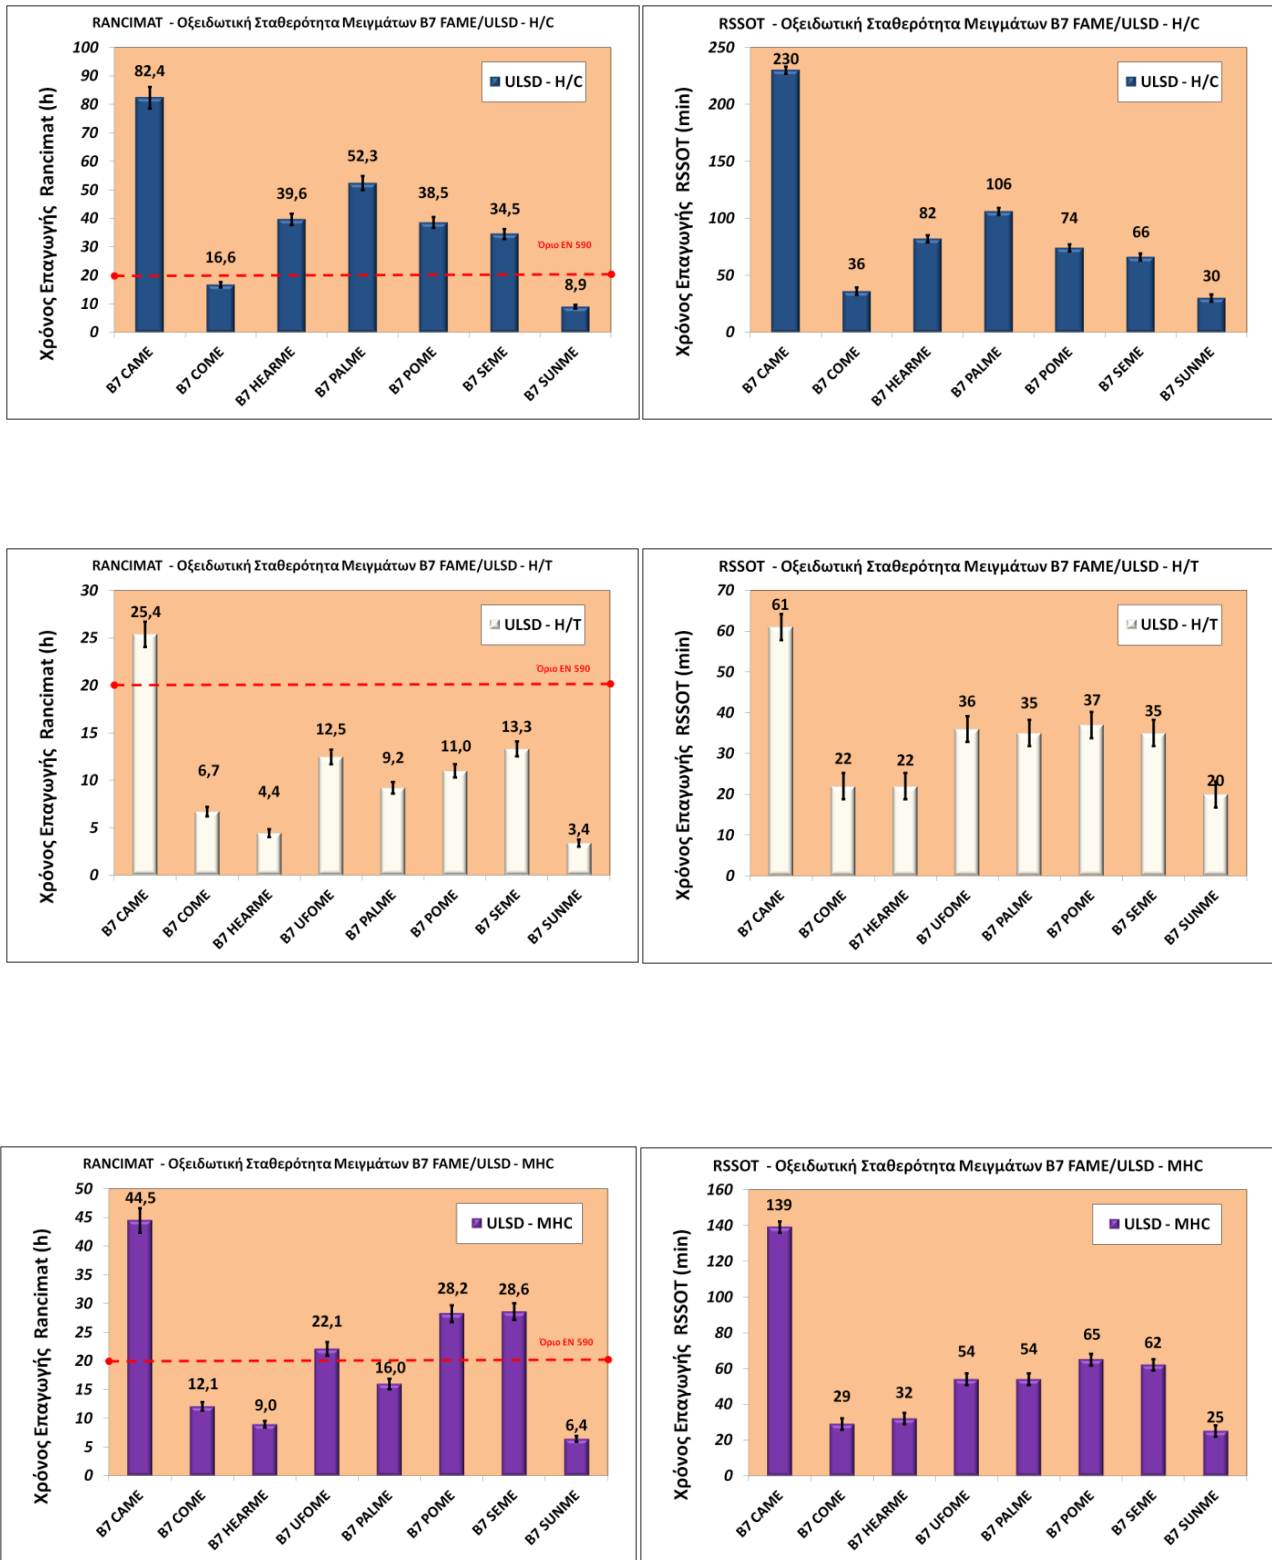 RANCIMAT - Οξειδωτική Σταθερότητα Μειγμάτων B7 FAME/ULSD - H/C
Χρόνος Επαγωγής Rancimat (h)
100
90
80
70
60
50
40
30
20
10
0
82,4
16,6
39,6
52,3
38,5
34,5
8,9
ULSD - H/C
Όριο EN 590
B7 CAME
B7 COME
B7 HEARME
B7 PALME
B7 POME
B7 SEME
B7 SUNME
RSSOT - Οξειδωτική Σταθερότητα Μειγμάτων B7 FAME/ULSD - H/C
Χρόνος Επαγωγής RSSOT (min)
250
200
150
100
50
0
230
36
82
106
74
66
30
ULSD - H/C
B7 CAME
B7 COME
B7 HEARME
B7 PALME
B7 POME
B7 SEME
B7 SUNME
RANCIMAT - Οξειδωτική Σταθερότητα Μειγμάτων B7 FAME/ULSD - H/T
Χρόνος Επαγωγής Rancimat (h)
30
25
20
15
10
5
0
25,4
6,7
4,4
12,5
9,2
11,0
13,3
3,4
ULSD - H/T
Όριο EN 590
B7 CAME
B7 COME
B7 HEARME
B7 UFOME
B7 PALME
B7 POME
B7 SEME
B7 SUNME
RSSOT - Οξειδωτική Σταθερότητα Μειγμάτων B7 FAME/ULSD - H/T
Χρόνος Επαγωγής RSSOT (min)
70
60
50
40
30
20
10
0
61
22
22
36
35
37
35
20
ULSD - H/T
B7 CAME
B7 COME
B7 HEARME
B7 UFOME
B7 PALME
B7 POME
B7 SEME
B7 SUNME
RANCIMAT - Οξειδωτική Σταθερότητα Μειγμάτων B7 FAME/ULSD - MHC
Χρόνος Επαγωγής Rancimat (h)
50
45
40
35
30
25
20
15
10
5
0
44,5
12,1
9,0
22,1
16,0
28,2
28,6
6,4
ULSD - MHC
Όριο EN 590
B7 CAME
B7 COME
B7 HEARME
B7 UFOME
B7 PALME
B7 POME
B7 SEME
B7 SUNME
RSSOT - Οξειδωτική Σταθερότητα Μειγμάτων B7 FAME/ULSD - MHC
Χρόνος Επαγωγής RSSOT (min)
160
140
120
100
80
60
40
20
0
139
29
32
54
54
65
62
25
ULSD - MHC
B7 CAME
B7 COME
B7 HEARME
B7 UFOME
B7 PALME
B7 POME
B7 SEME
B7 SUNME